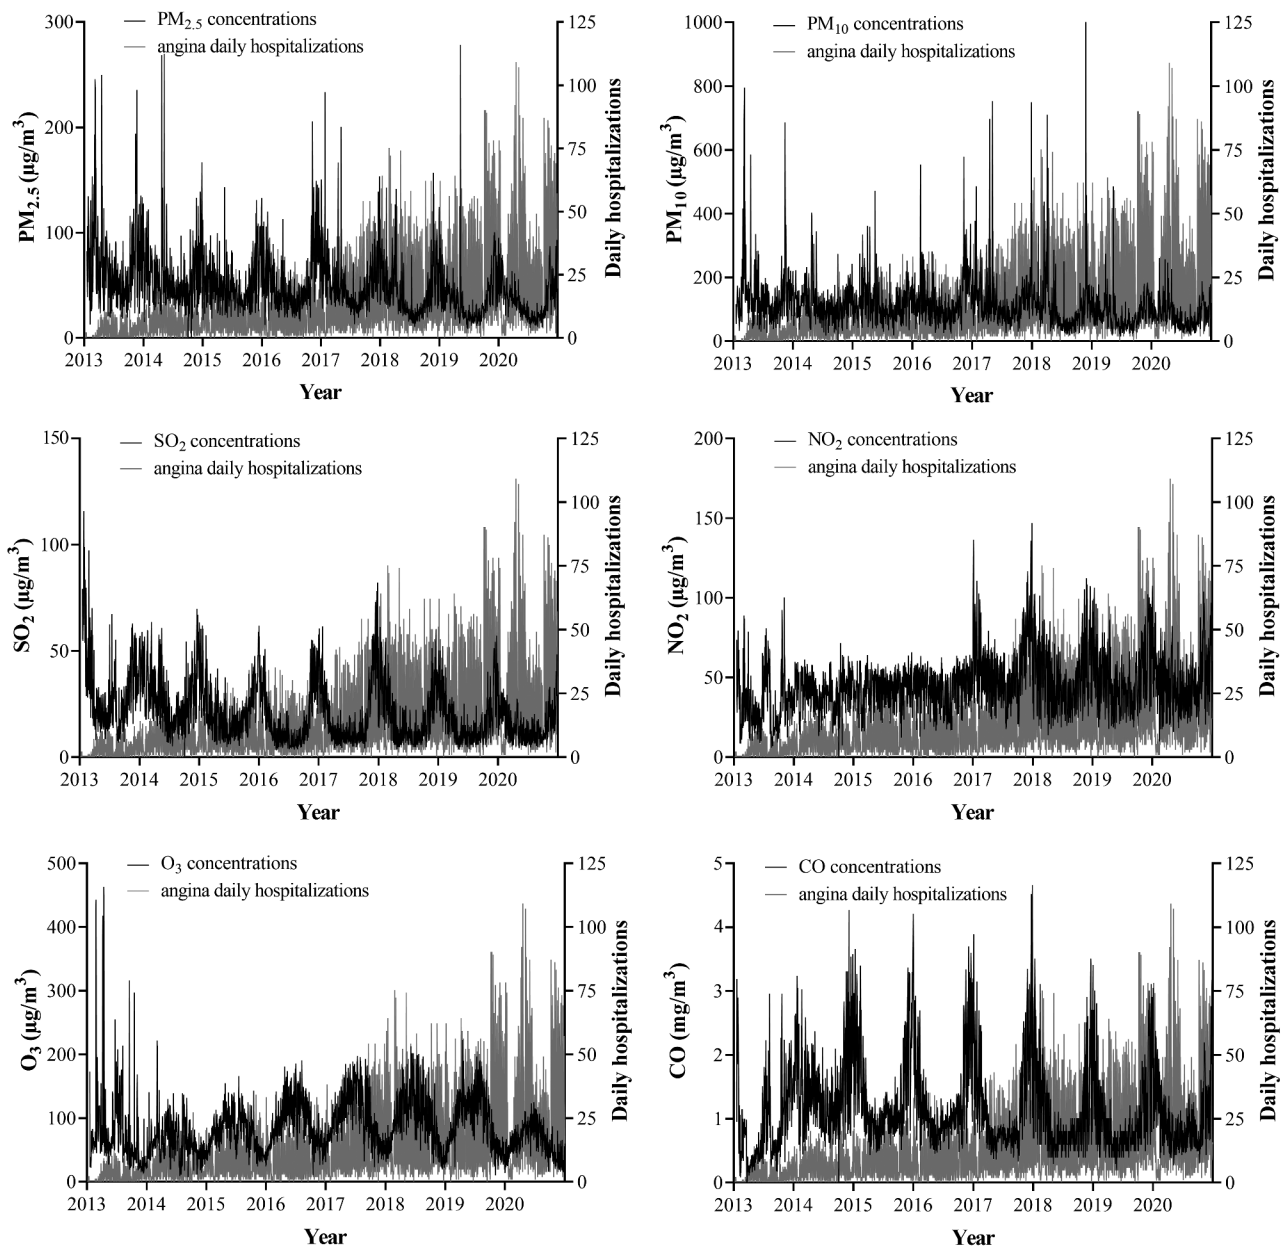 PM2.5 concentrations
angina daily hospitalizations
300
200
100
0
PM2.5 (μg/m3)
125
100
75
50
25
0
Daily hospitalizations
2013 2014 2015 2016 2017 2018 2019 2020
Year
PM10 concentrations
angina daily hospitalizations
1000
800
600
400
200
0
PM10 (μg/m3)
125
100
75
50
25
0
Daily hospitalizations
2013 2014 2015 2016 2017 2018 2019 2020
Year
SO2 concentrations
angina daily hospitalizations
150
100
50
0
SO2 (μg/m3)
125
100
75
50
25
0
Daily hospitalizations
2013 2014 2015 2016 2017 2018 2019 2020
Year
NO2 concentrations
angina daily hospitalizations
200
150
100
50
0
NO2 (μg/m3)
125
100
75
50
25
0
Daily hospitalizations
2013 2014 2015 2016 2017 2018 2019 2020
Year
O3 concentrations
angina daily hospitalizations
500
400
300
200
100
0
O3 (μg/m3)
125
100
75
50
25
0
Daily hospitalizations
2013 2014 2015 2016 2017 2018 2019 2020
Year
CO concentrations
angina daily hospitalizations
5
4
3
2
1
0
CO (mg/m3)
125
100
75
50
25
0
Daily hospitalizations
2013 2014 2015 2016 2017 2018 2019 2020
Year